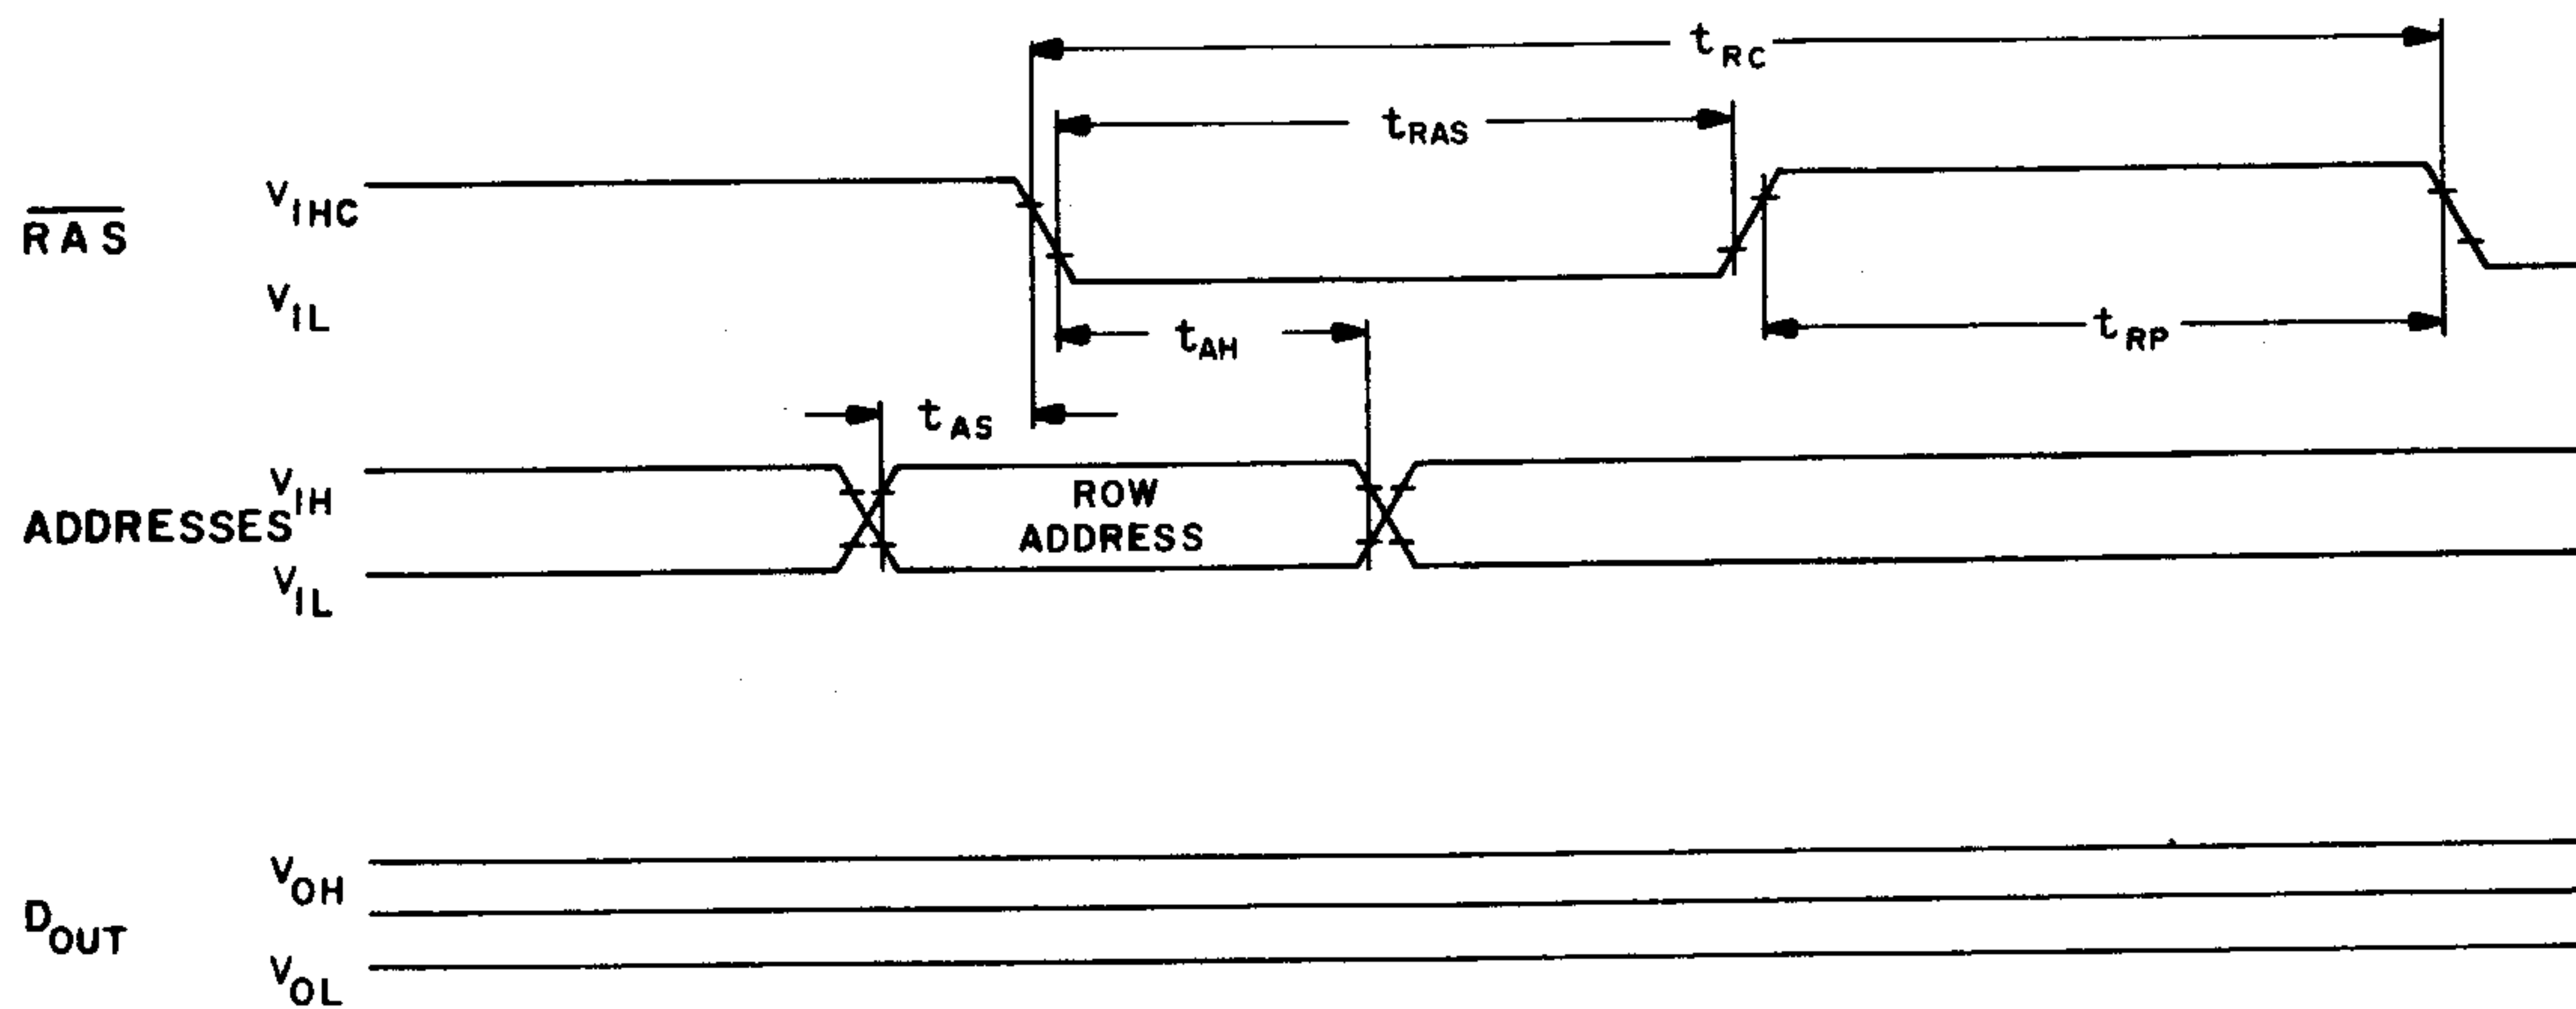 tRC
tRAS
RAS
VIHC
VIL
tAH
tRP
tAS
ADDRESSES
VIH
VIL
ROW
ADDRESS
DOUT
VOH
VOL